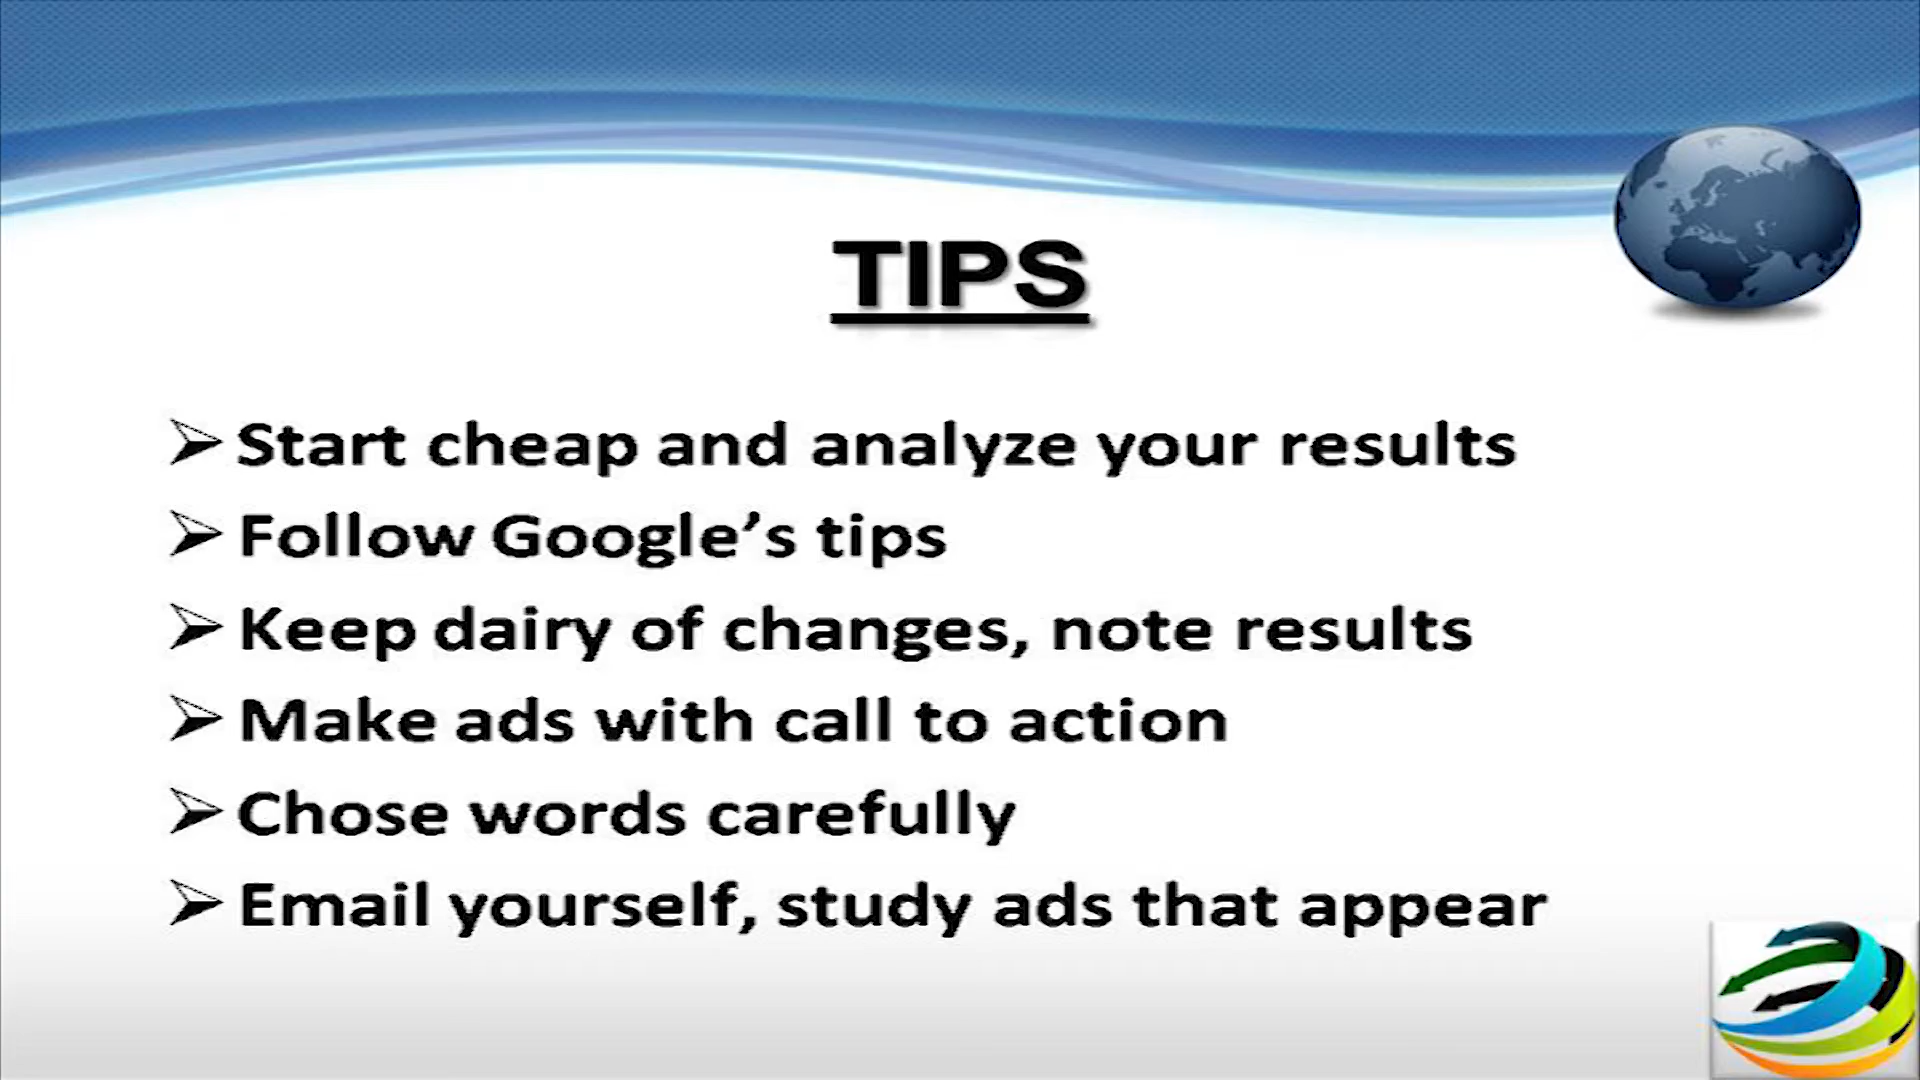 TIPS
Start cheap and analyze your results
Follow Google’s tips
Keep dairy of changes, note results
Make ads with call to action
Chose words carefully
Email yourself, study ads that appear